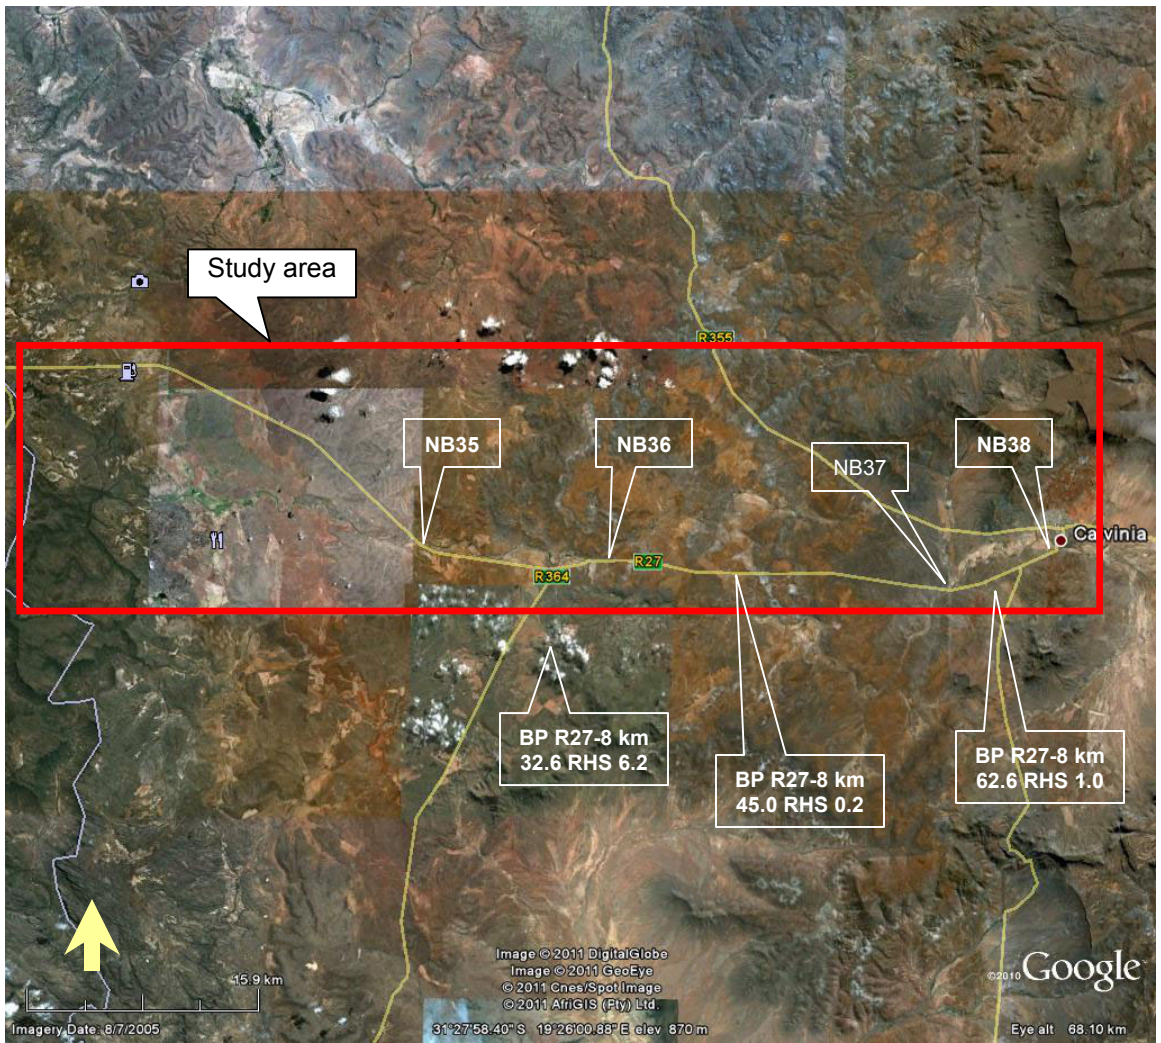 Study area
R355
NB35
NB36
NB37
NB38
Calvinia
R27
R364
BP R27-8 km
32.6 RHS 6.2
BP R27-8 km
45.0 RHS 0.2
BP R27-8 km
62.6 RHS 1.0
Image © 2011 DigitalGlobe
Image © 2011 GeoEye
© 2011 Cnes/Spot Image
© 2011 AfriGIS (Pty) Ltd.
©2010 Google
15.9 km
Imagery Date: 8/7/2005
31°27'58.40" S 19°26'00.88" E elev 870 m
Eye alt 68.10 km